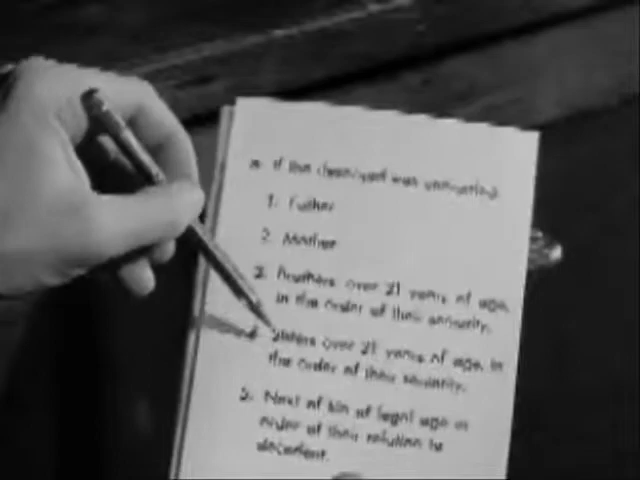 a. If the deceased was unmarried:
1. Father
2. Mother
3. Brothers over 21 years of age,
in the order of their seniority.
4. Sisters over 21 years of age, in
the order of their seniority.
5. Next of kin of legal age in
order of their relation to
decedent.